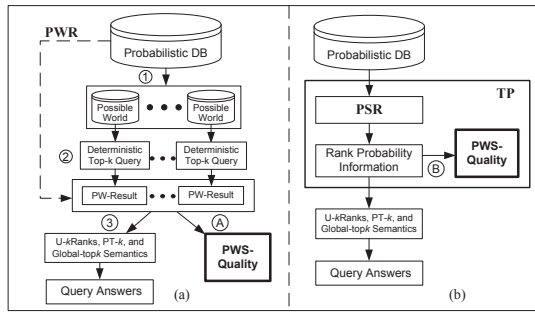 PWR
Probabilistic DB
①
Possible World
Possible World
②
Deterministic Top-k Query
Deterministic Top-k Query
PW-Result
PW-Result
③
Ⓐ
U-kRanks, PT-k, and Global-topk Semantics
PWS-Quality
Query Answers
(a)
Probabilistic DB
TP
PSR
Rank Probability Information
Ⓑ
PWS-Quality
U-kRanks, PT-k, and Global-topk Semantics
Query Answers
(b)